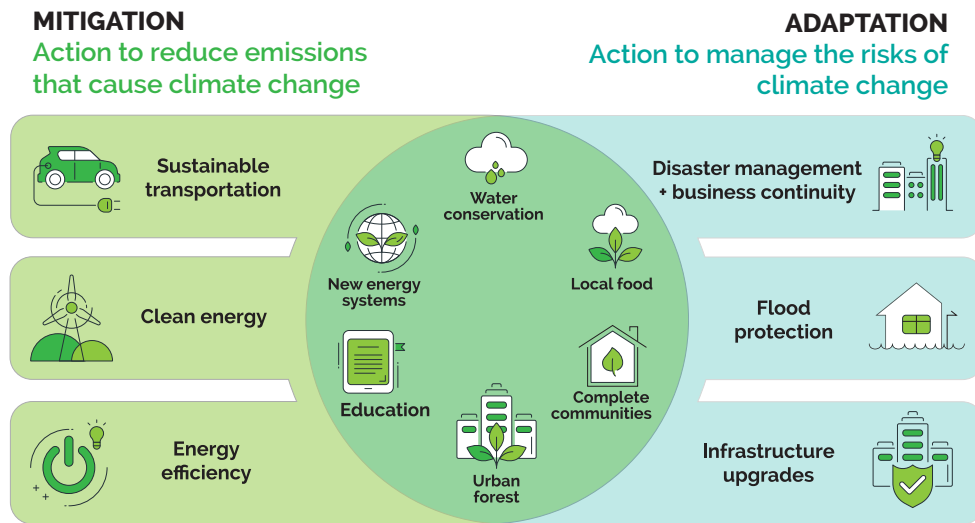 MITIGATION
Action to reduce emissions
that cause climate change
ADAPTATION
Action to manage the risks of
climate change
Sustainable
transportation
Clean energy
Energy
efficiency
Water
conservation
New energy
systems
Local food
Education
Complete
communities
Urban
forest
Disaster management
+ business continuity
Flood
protection
Infrastructure
upgrades